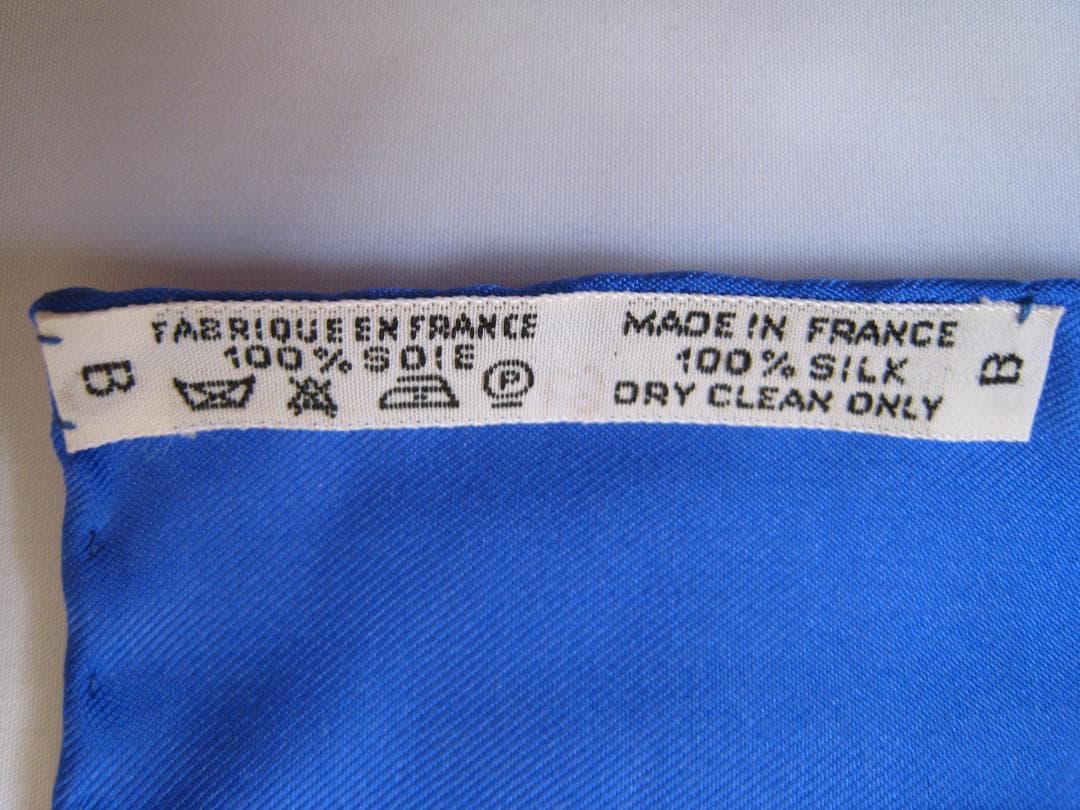 B
FABRIQUE EN FRANCE
100% SOIE
P
MADE IN FRANCE
100% SILK
DRY CLEAN ONLY
B